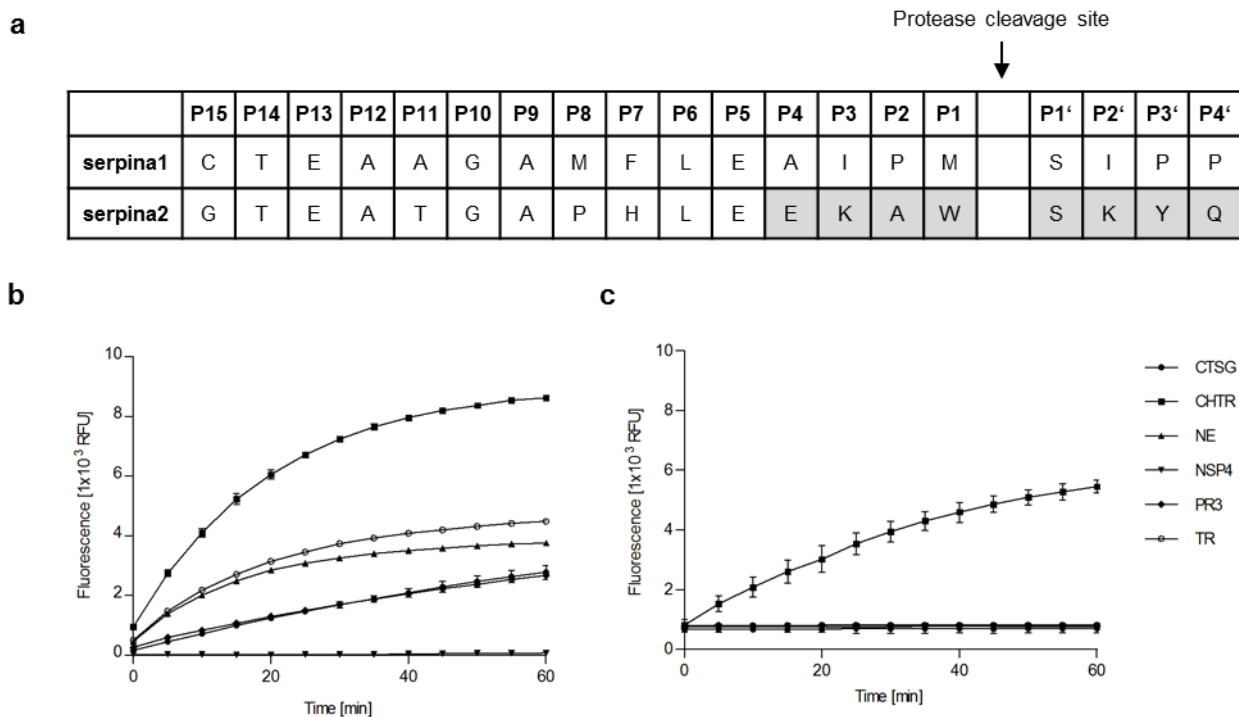 a
Protease cleavage site
P15 P14 P13 P12 P11 P10 P9 P8 P7 P6 P5 P4 P3 P2 P1 P1‘ P2‘ P3‘ P4‘
serpina1 C T E A A G A M F L E A I P M S I P P
serpina2 G T E A T G A P H L E E K A W S K Y Q
b
10
8
6
4
2
0
Fluorescence [1x10³ RFU]
0 20 40 60
Time [min]
c
10
8
6
4
2
0
Fluorescence [1x10³ RFU]
0 20 40 60
Time [min]
CTSG
CHTR
NE
NSP4
PR3
TR